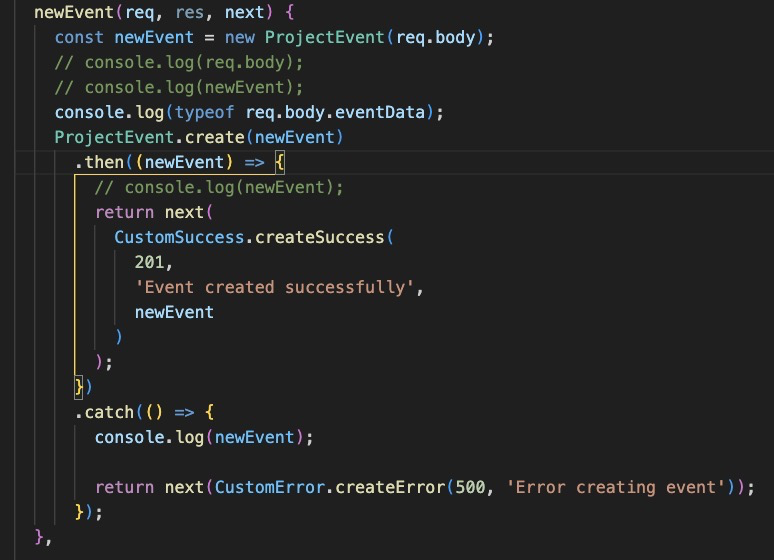 newEvent(req, res, next) {
const newEvent = new ProjectEvent(req.body);
// console.log(req.body);
// console.log(newEvent);
console.log(typeof req.body.eventData);
ProjectEvent.create(newEvent)
.then((newEvent) => {
// console.log(newEvent);
return next(
CustomSuccess.createSuccess(
201,
'Event created successfully',
newEvent
)
);
})
.catch(() => {
console.log(newEvent);
return next(CustomError.createError(500, 'Error creating event'));
});
},